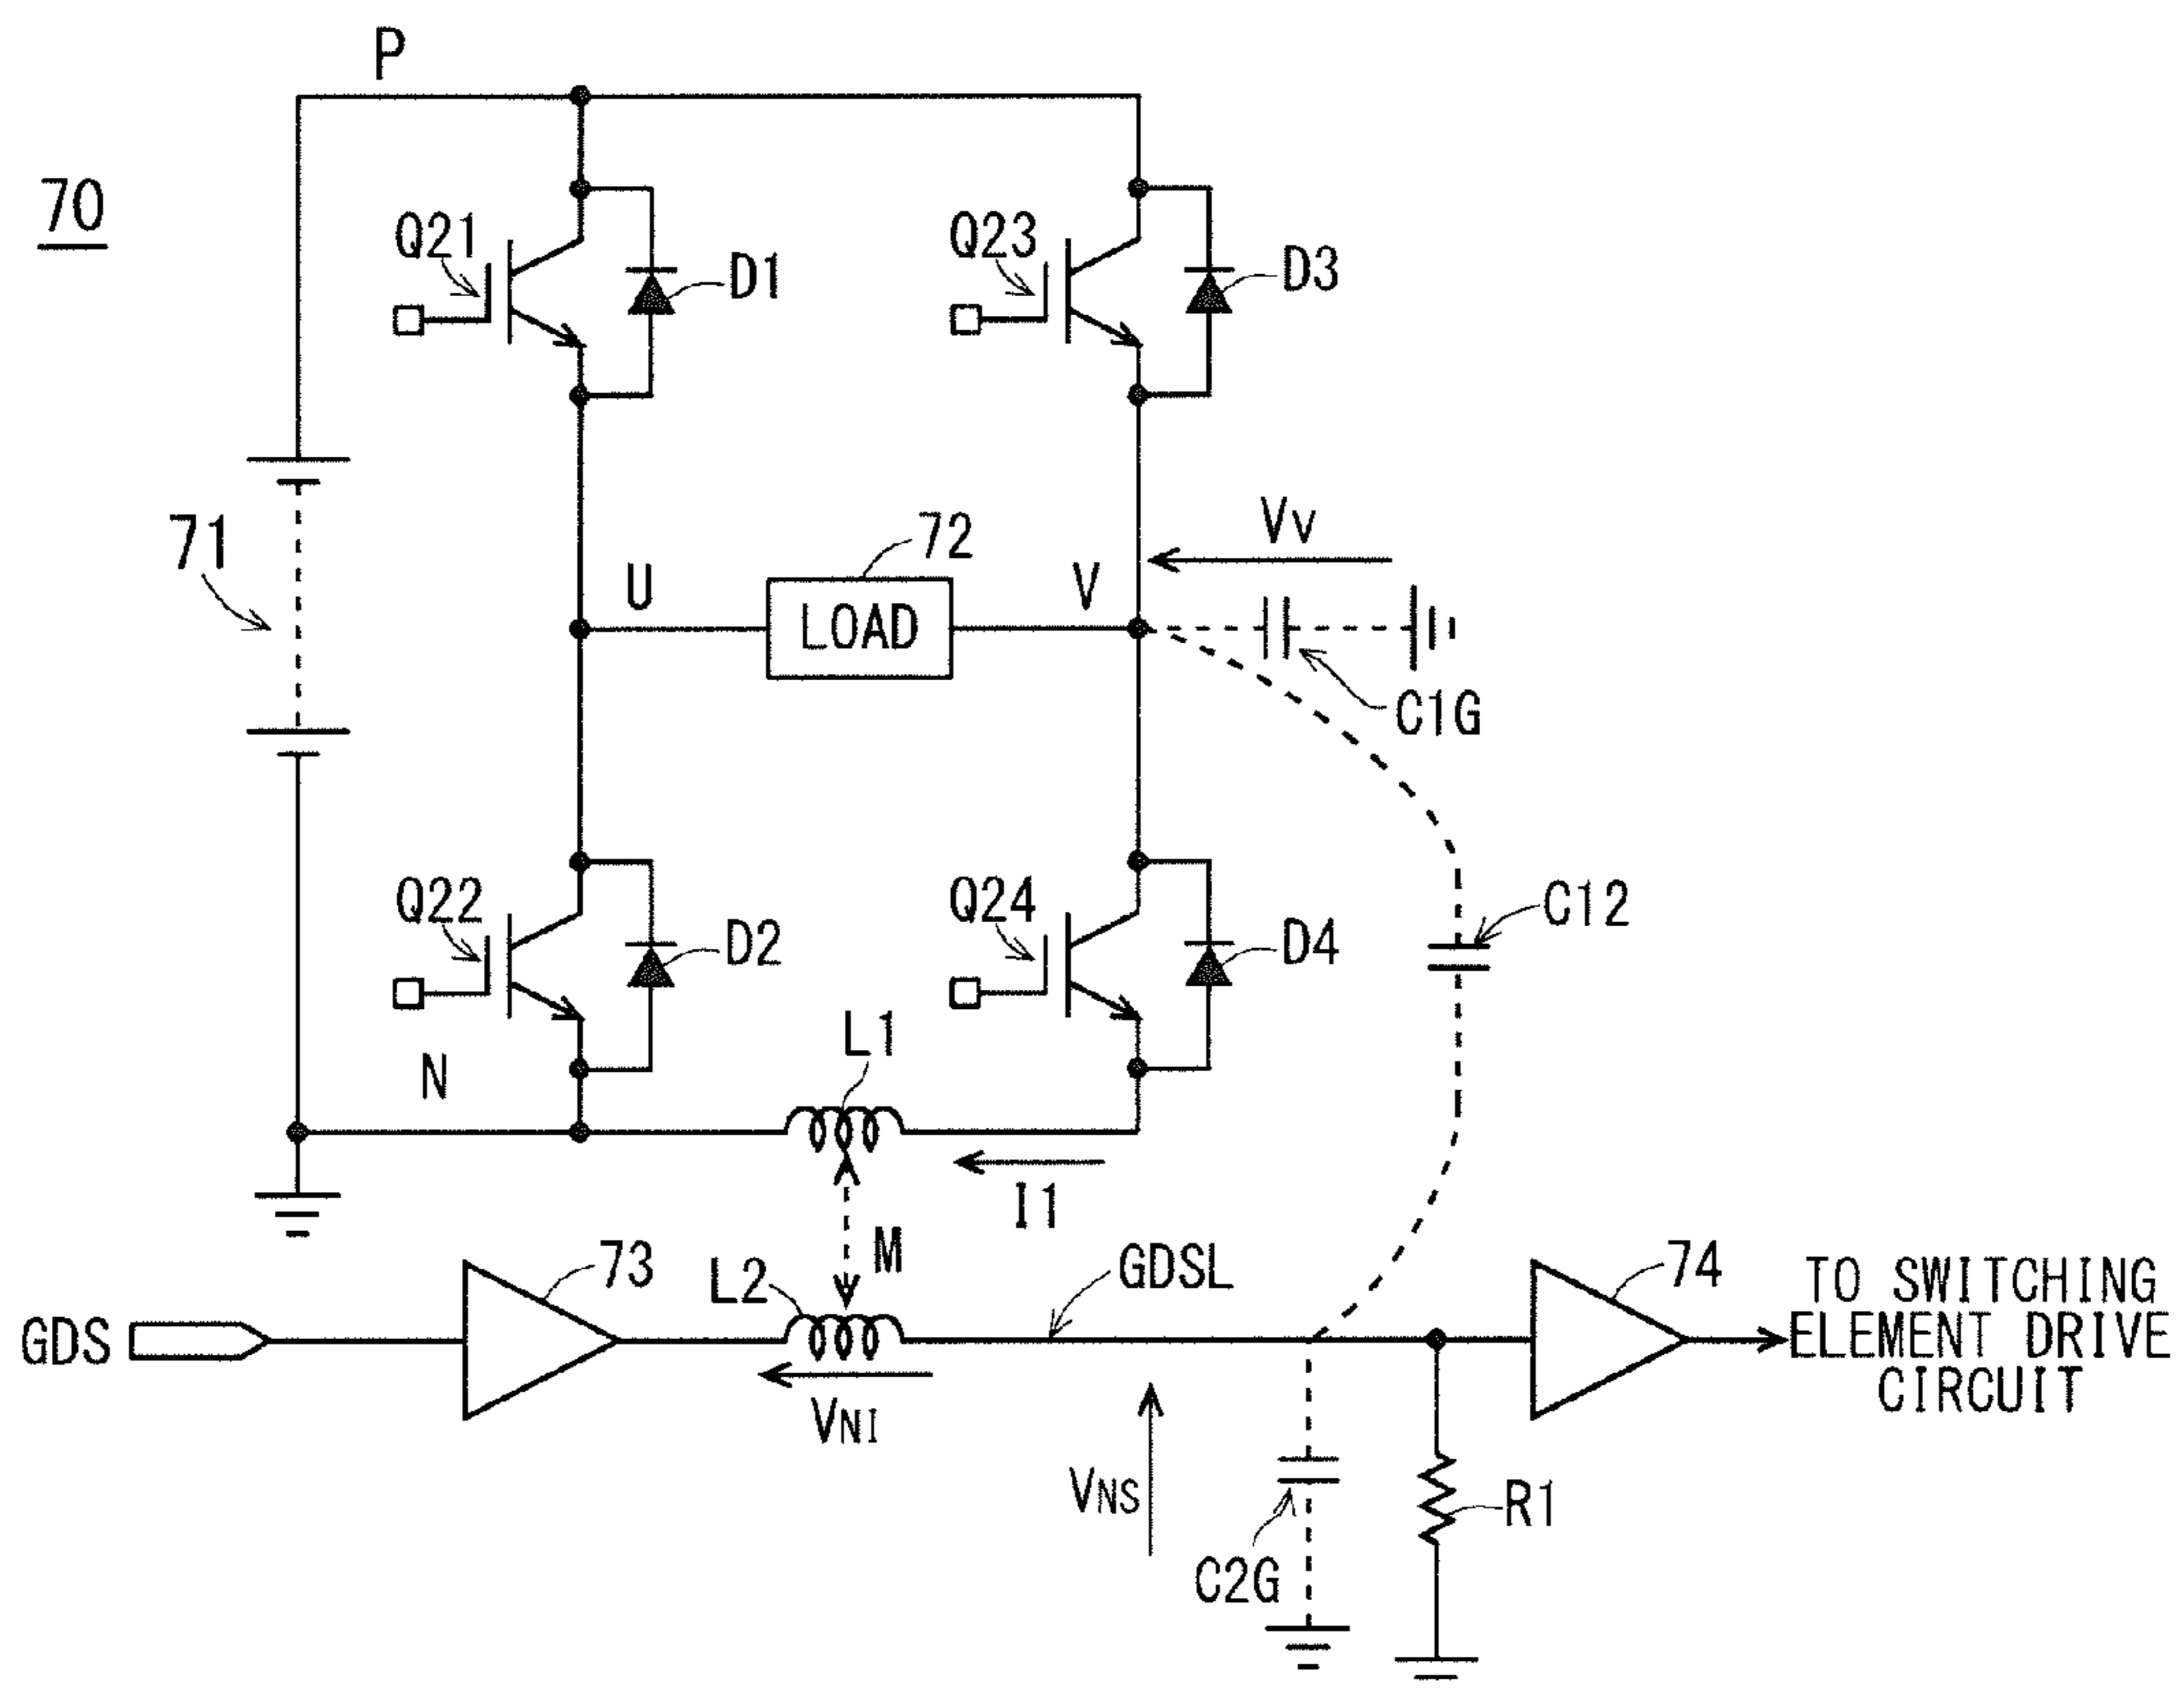 P
70
Q21
D1
Q23
D3
71
72
U
LOAD
V
Vv
C1G
Q22
D2
Q24
D4
C12
N
L1
I1
M
73
L2
GDSL
74
GDS
TO SWITCHING
ELEMENT DRIVE
CIRCUIT
VNI
VNS
C2G
R1